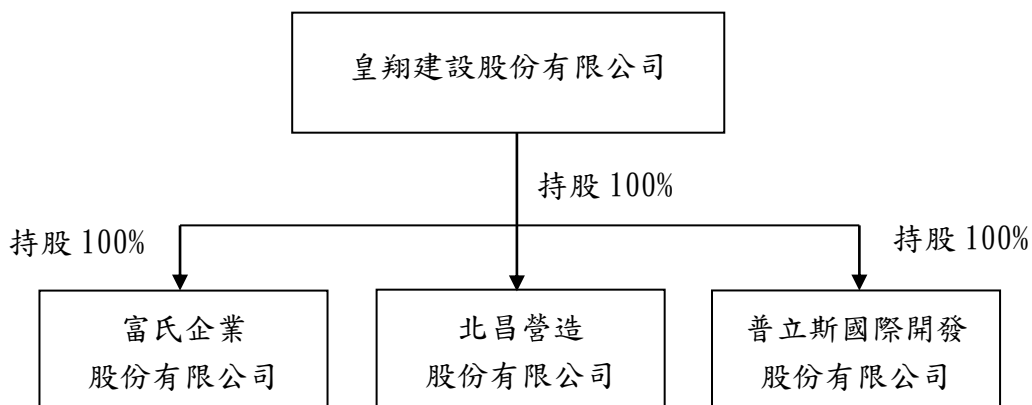 皇翔建設股份有限公司
持股 100%
持股 100%
持股 100%
富氏企業
股份有限公司
北昌營造
股份有限公司
普立斯國際開發
股份有限公司